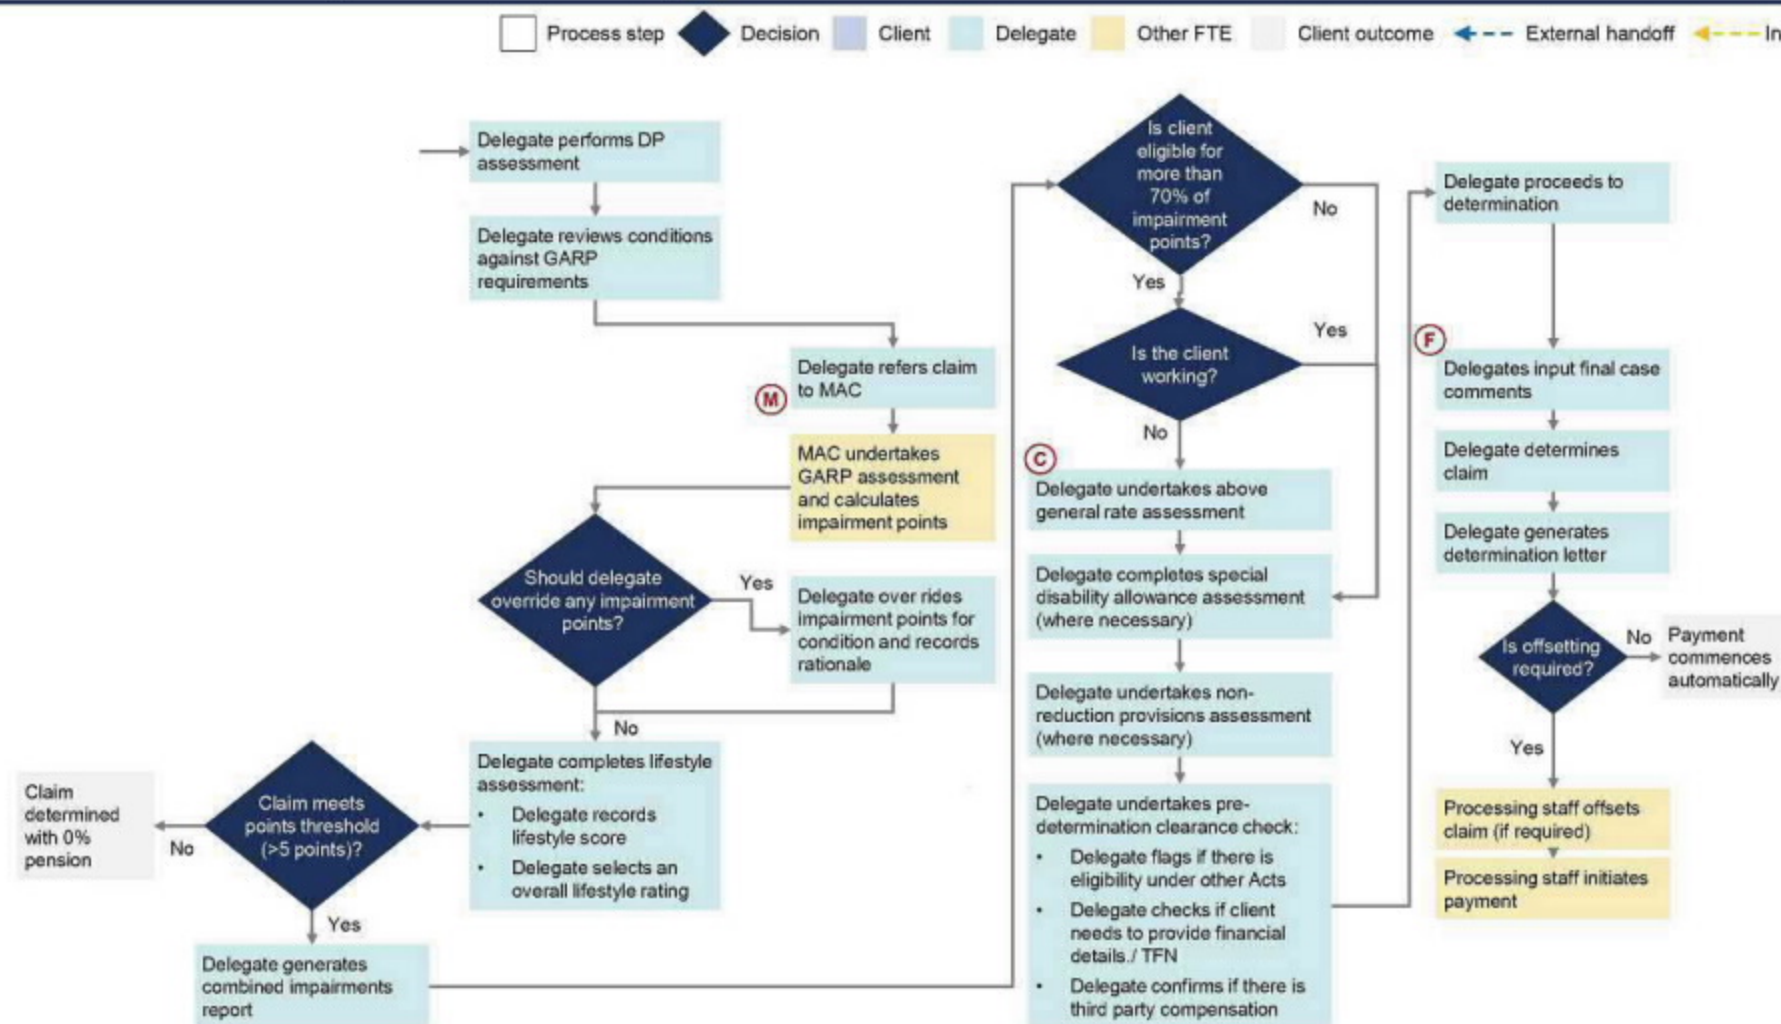 Process step
Decision
Client
Delegate
Other FTE
Client outcome
External handoff
In
Delegate performs DP
assessment
Delegate reviews conditions
against GARP
requirements
Delegate refers claim
to MAC
M
MAC undertakes
GARP assessment
and calculates
impairment points
Should delegate
override any impairment
points?
Yes
Delegate over rides
impairment points for
condition and records
rationale
No
Delegate completes lifestyle
assessment:
• Delegate records
lifestyle score
• Delegate selects an
overall lifestyle rating
Claim meets
points threshold
(>5 points)?
No
Claim
determined
with 0%
pension
Yes
Delegate generates
combined impairments
report
Is client
eligible for
more than
70% of
impairment
points?
No
Yes
Is the client
working?
Yes
No
C
Delegate undertakes above
general rate assessment
Delegate completes special
disability allowance assessment
(where necessary)
Delegate undertakes non-
reduction provisions assessment
(where necessary)
Delegate undertakes pre-
determination clearance check:
• Delegate flags if there is
eligibility under other Acts
• Delegate checks if client
needs to provide financial
details./ TFN
• Delegate confirms if there is
third party compensation
Delegate proceeds to
determination
F
Delegates input final case
comments
Delegate determines
claim
Delegate generates
determination letter
Is offsetting
required?
No
Payment
commences
automatically
Yes
Processing staff offsets
claim (if required)
Processing staff initiates
payment